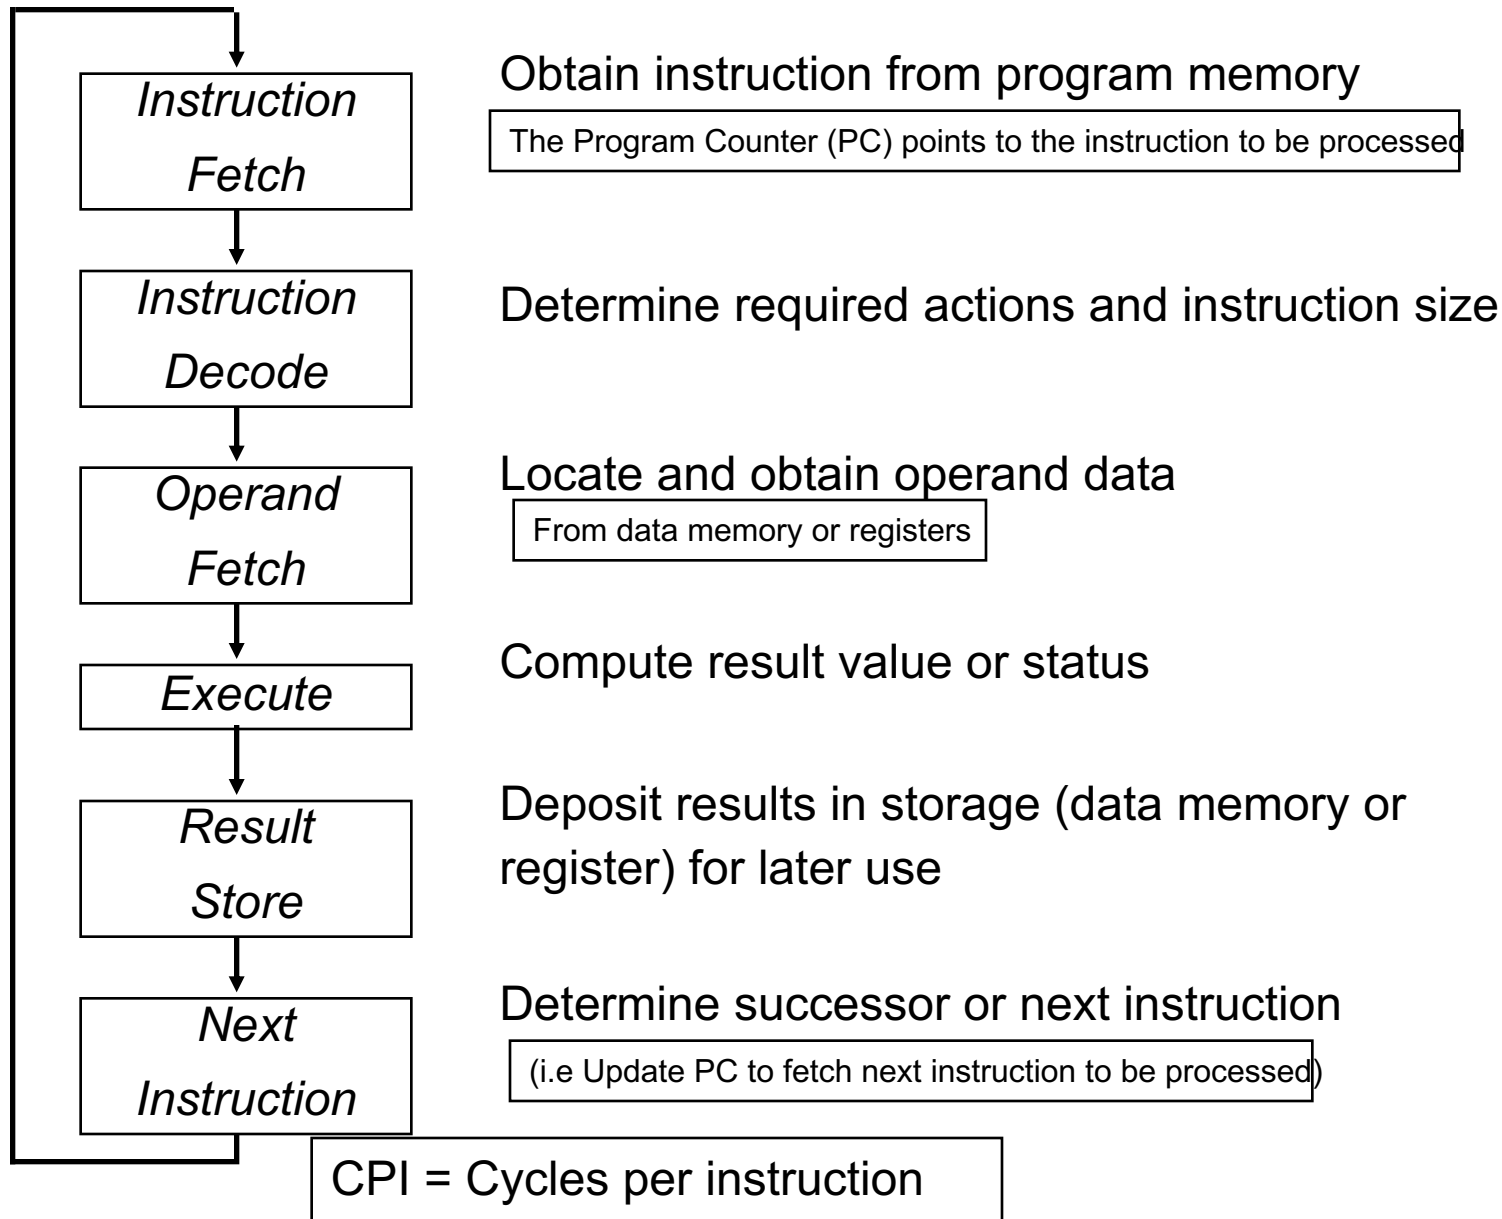 Instruction
Fetch
Obtain instruction from program memory
The Program Counter (PC) points to the instruction to be processed
Instruction
Decode
Determine required actions and instruction size
Operand
Fetch
Locate and obtain operand data
From data memory or registers
Execute
Compute result value or status
Result
Store
Deposit results in storage (data memory or
register) for later use
Next
Instruction
Determine successor or next instruction
(i.e Update PC to fetch next instruction to be processed)
CPI = Cycles per instruction